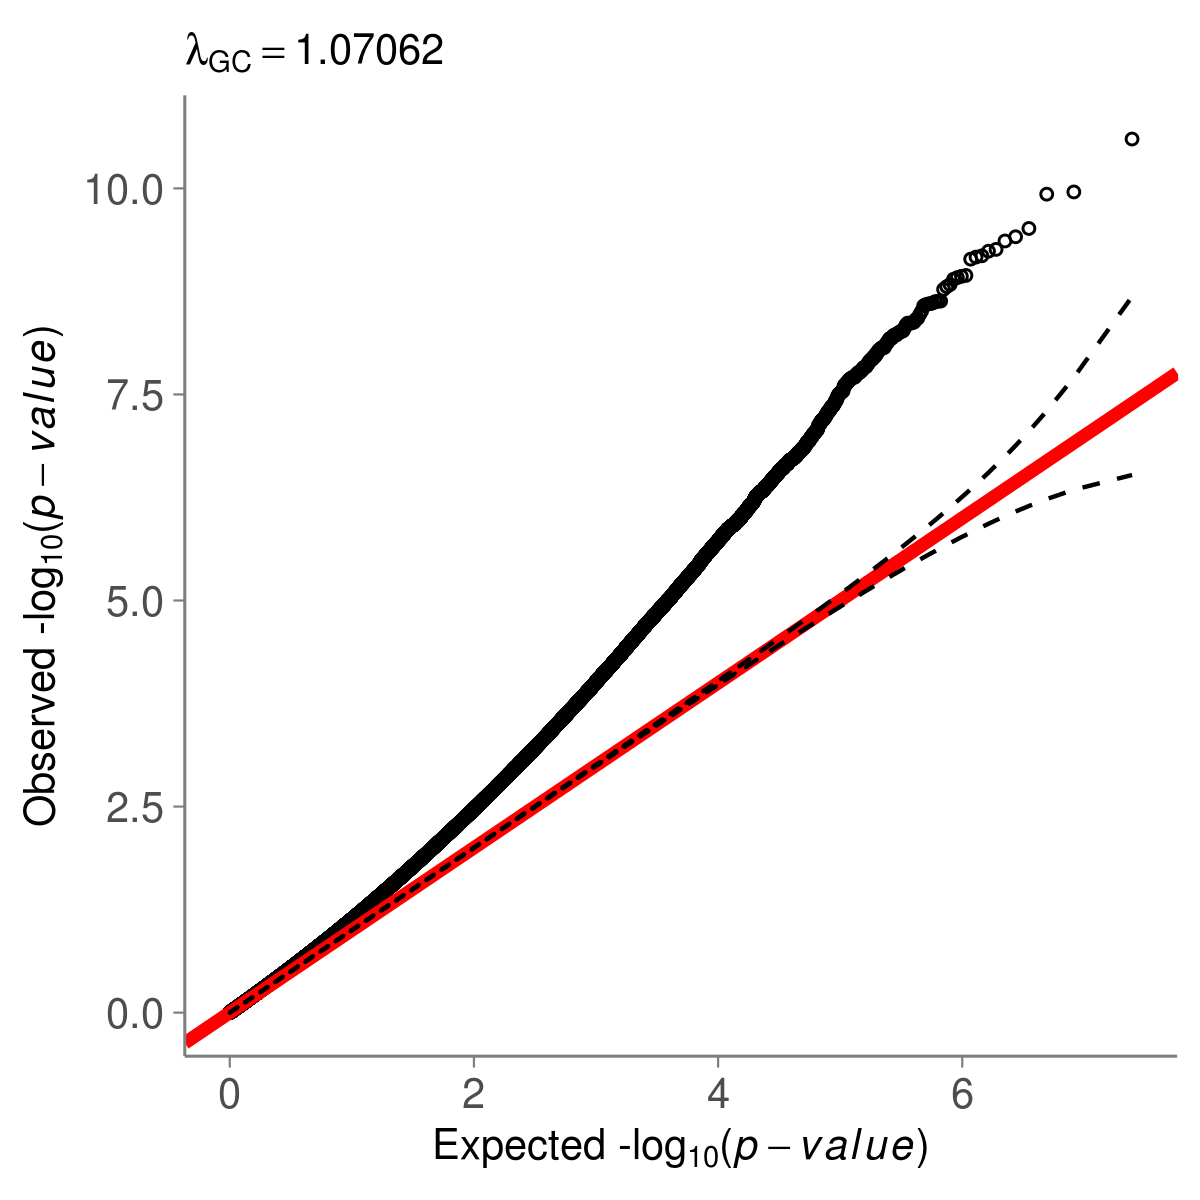 λGC = 1.07062
Observed -log10(p − value)
10.0
7.5
5.0
2.5
0.0
0 2 4 6
Expected -log10(p − value)